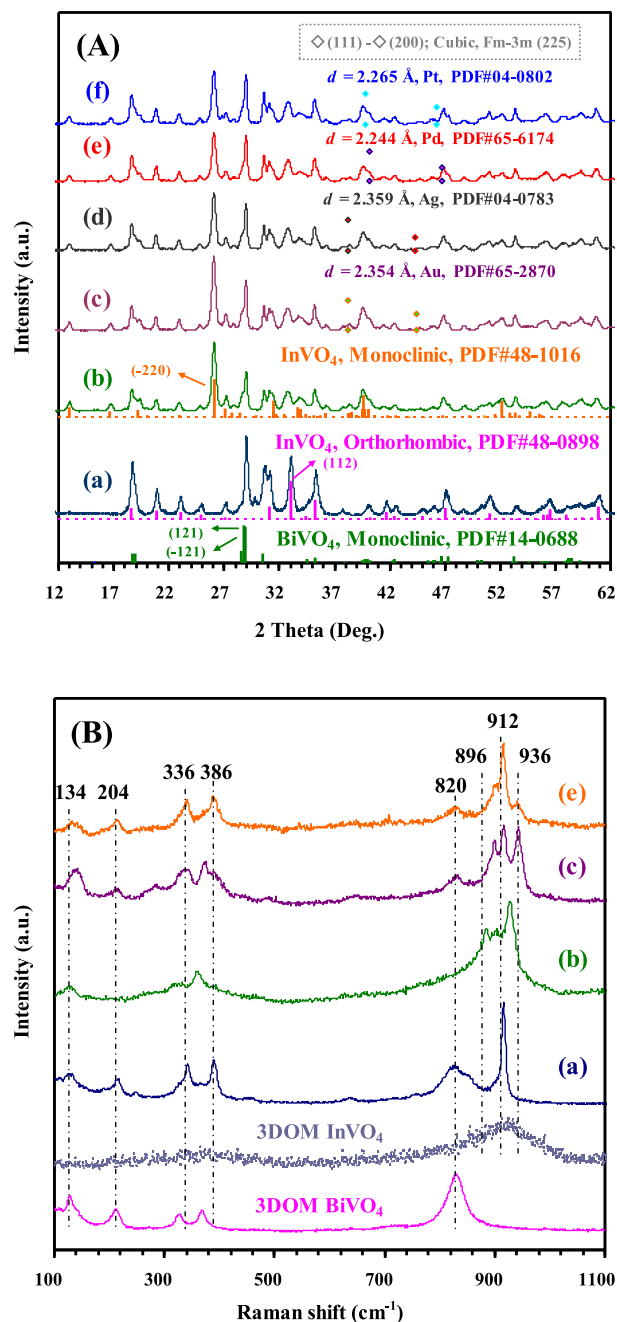 (A)
◇(111) -◇(200); Cubic, Fm-3m (225)
(f)
d = 2.265 Å, Pt, PDF#04-0802
(e)
d = 2.244 Å, Pd, PDF#65-6174
(d)
d = 2.359 Å, Ag, PDF#04-0783
d = 2.354 Å, Au, PDF#65-2870
(c)
InVO4, Monoclinic, PDF#48-1016
(-220)
(b)
InVO4, Orthorhombic, PDF#48-0898
(112)
(a)
(121)
(-121)
BiVO4, Monoclinic, PDF#14-0688
Intensity (a.u.)
12 17 22 27 32 37 42 47 52 57 62
2 Theta (Deg.)
(B)
912
896 936
336 386
134 204
820
(e)
(c)
(b)
(a)
3DOM InVO4
3DOM BiVO4
Intensity (a.u.)
100 300 500 700 900 1100
Raman shift (cm-1)